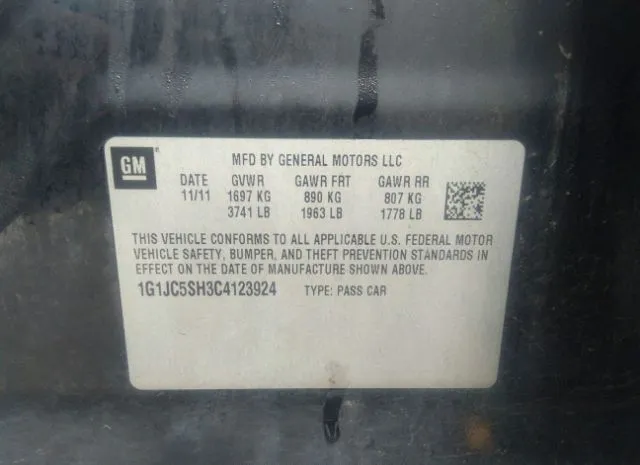 GM
MFD BY GENERAL MOTORS LLC
DATE GVWR GAWR FRT GAWR RR
11/11 1697 KG 890 KG 807 KG
3741 LB 1963 LB 1778 LB
THIS VEHICLE CONFORMS TO ALL APPLICABLE U.S. FEDERAL MOTOR
VEHICLE SAFETY, BUMPER, AND THEFT PREVENTION STANDARDS IN
EFFECT ON THE DATE OF MANUFACTURE SHOWN ABOVE.
1G1JC5SH3C4123924 TYPE: PASS CAR